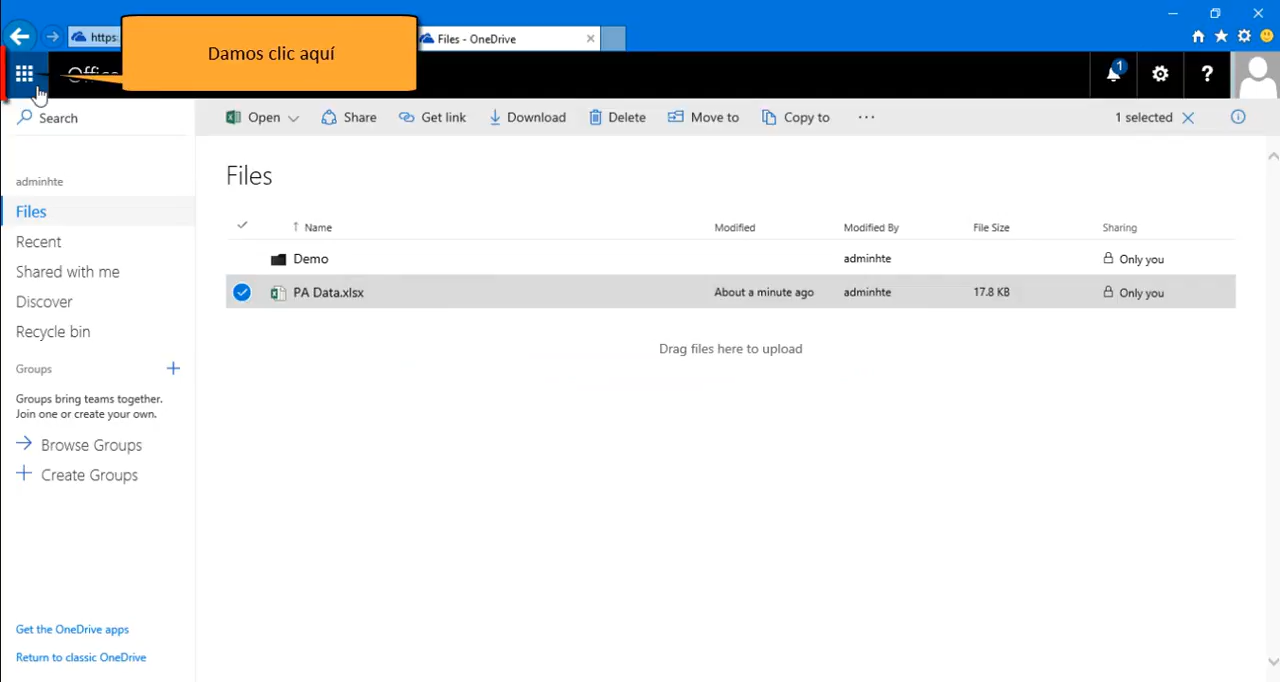 https:
Files - OneDrive
Damos clic aquí
1
Search
Open
Share
Get link
Download
Delete
Move to
Copy to
1 selected
adminhte
Files
Recent
Shared with me
Discover
Recycle bin
Groups
Groups bring teams together.
Join one or create your own.
Browse Groups
Create Groups
Get the OneDrive apps
Return to classic OneDrive
Files
Name Modified Modified By File Size Sharing
Demo adminhte Only you
PA Data.xlsx About a minute ago adminhte 17.8 KB Only you
Drag files here to upload